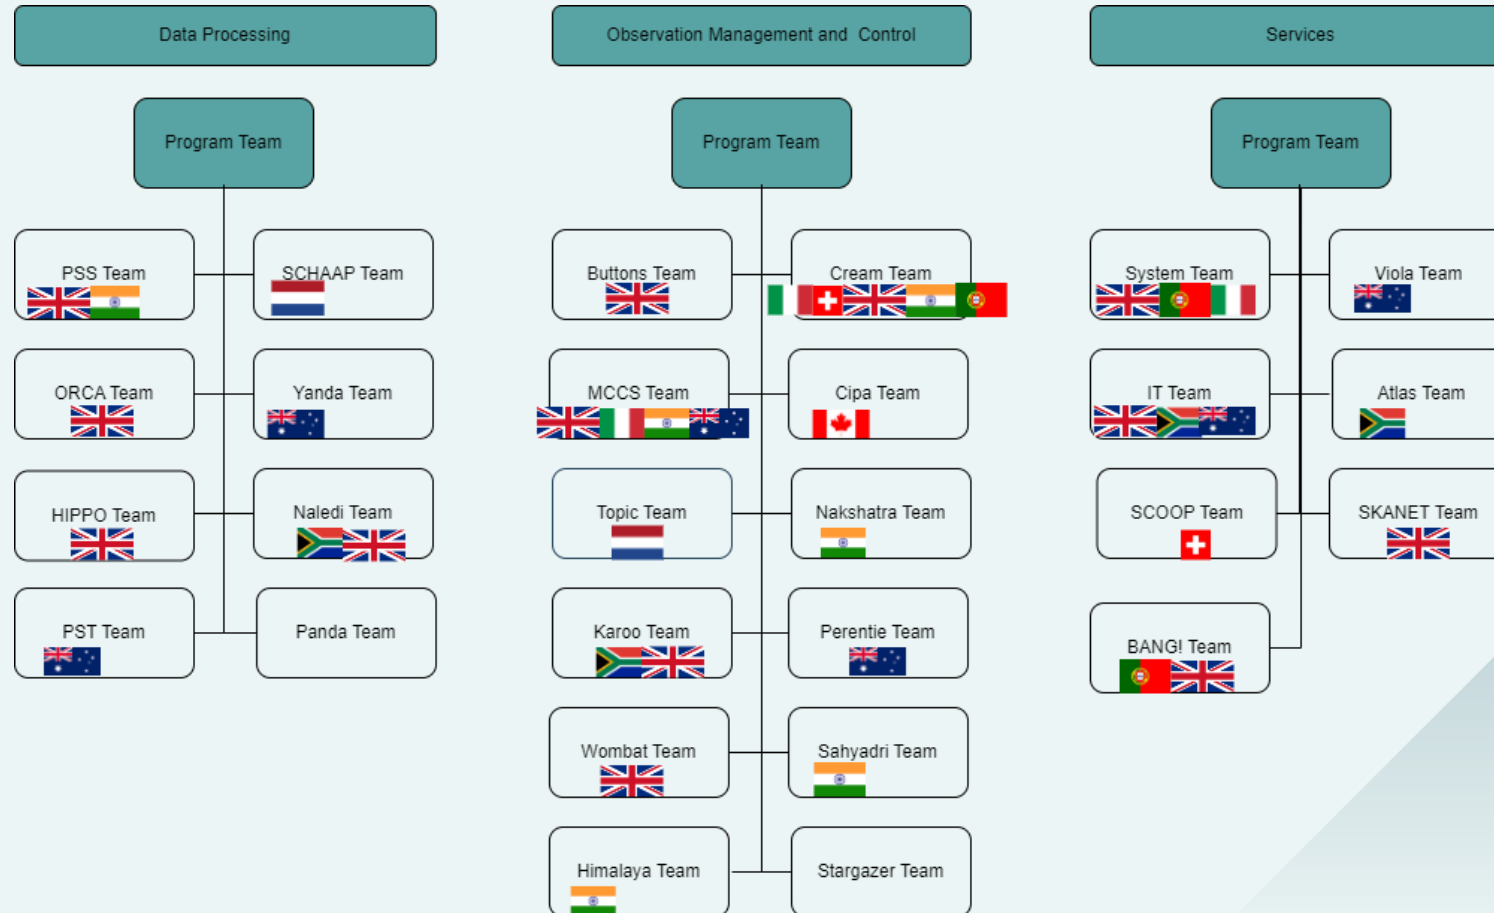 Data Processing
Observation Management and  Control
Services
Program Team
Program Team
Program Team
PSS Team
SCHAAP Team
Buttons Team
Cream Team
System Team
Viola Team
ORCA Team
Yanda Team
MCCS Team
Cipa Team
IT Team
Atlas Team
HIPPO Team
Naledi Team
Topic Team
Nakshatra Team
SCOOP Team
SKANET Team
PST Team
Panda Team
Karoo Team
Perentie Team
BANG! Team
Wombat Team
Sahyadri Team
Himalaya Team
Stargazer Team